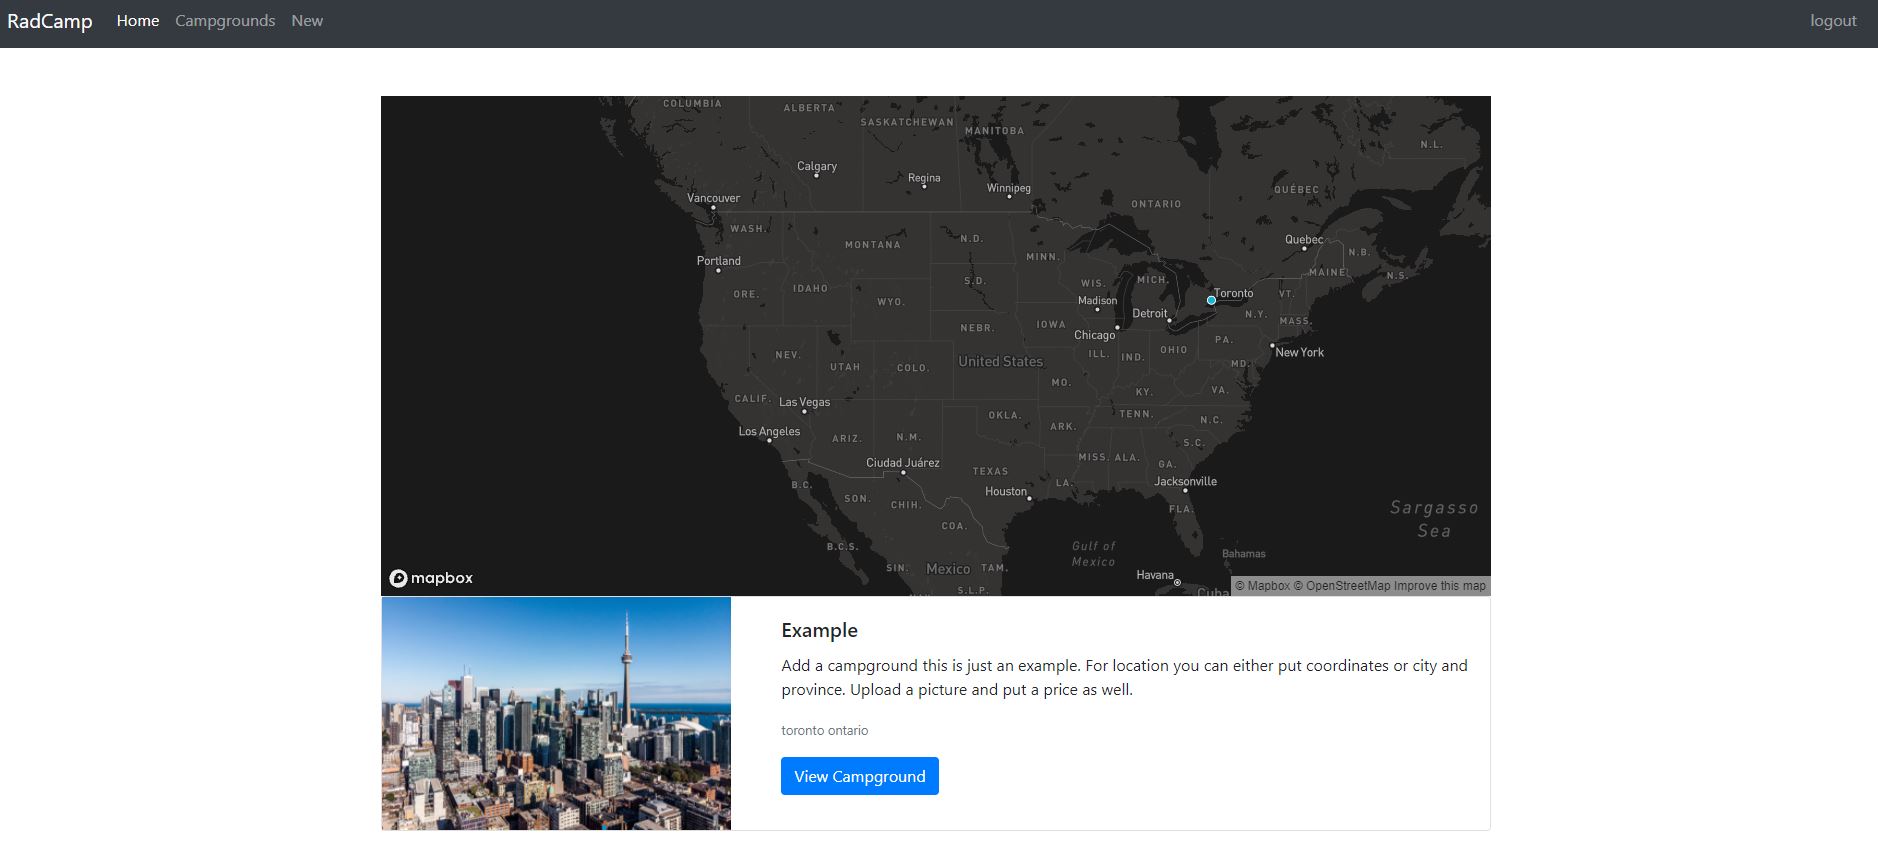 RadCamp Home Campgrounds New logout
COLUMBIA
ALBERTA
SASKATCHEWAN
MANITOBA
N.L.
Calgary
Regina
Winnipeg
QUÉBEC
Vancouver
ONTARIO
WASH.
MONTANA
N.D.
Quebec
N.B.
Portland
MINN.
MAINE
N.S.
ORE.
IDAHO
WYO.
S.D.
WIS.
MICH.
Toronto
VT.
Madison
Detroit
N.Y.
MASS.
NEBR.
IOWA
Chicago
PA.
NEV.
UTAH
COLO.
United States
ILL.
IND.
OHIO
MD.
New York
MO.
KY.
VA.
CALIF.
Las Vegas
OKLA.
TENN.
N.C.
Los Angeles
ARIZ.
N.M.
ARK.
S.C.
Ciudad Juárez
TEXAS
MISS.
ALA.
GA.
B.C.
SON.
CHIH.
Houston
LA.
Jacksonville
FLA.
Sargasso
Sea
COA.
B.C.S.
Gulf of
Mexico
Bahamas
SIN.
Mexico
TAM.
Havana
S.L.P.
Cuba
mapbox
© Mapbox © OpenStreetMap Improve this map
Example
Add a campground this is just an example. For location you can either put coordinates or city and
province. Upload a picture and put a price as well.
toronto ontario
View Campground